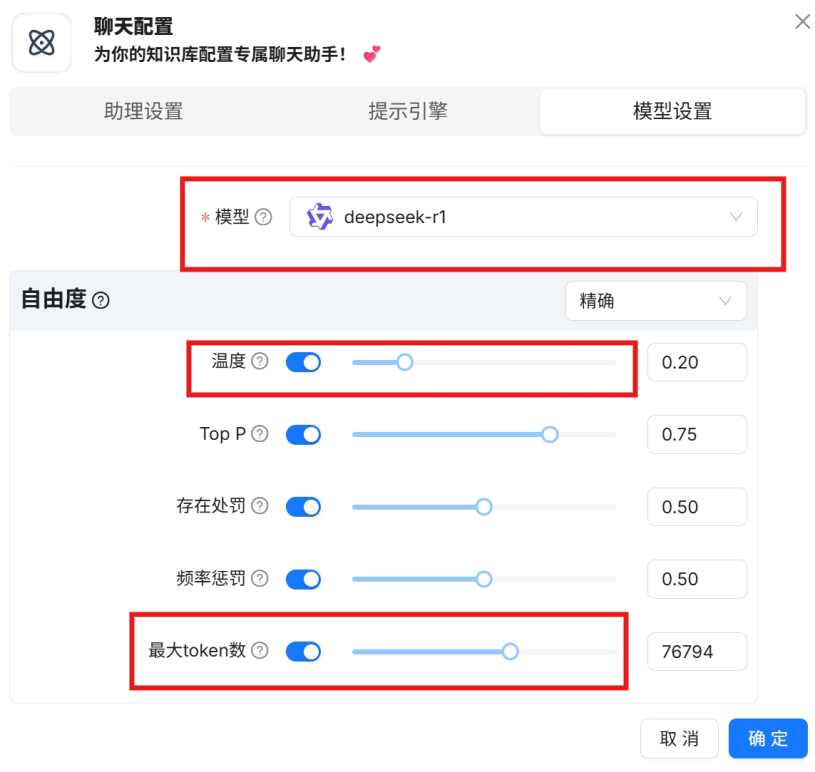 聊天配置
为你的知识库配置专属聊天助手！ 💕
助理设置 提示引擎 模型设置
* 模型 ? deepseek-r1
自由度 ? 精确
温度 ? 0.20
Top P ? 0.75
存在处罚 ? 0.50
频率惩罚 ? 0.50
最大token数 ? 76794
取 消 确 定